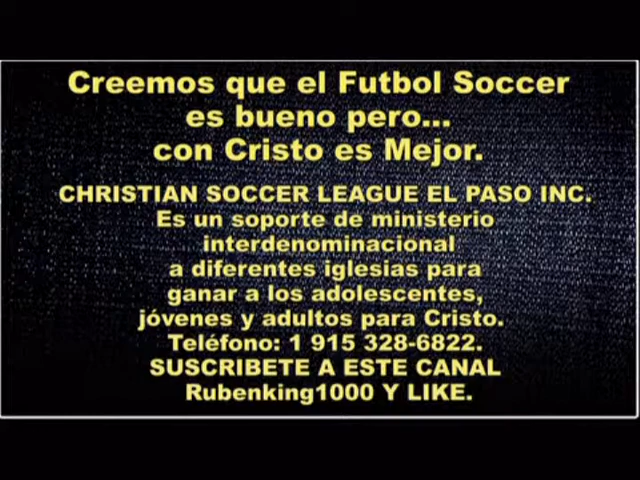 Creemos que el Futbol Soccer
es bueno pero...
con Cristo es Mejor.
CHRISTIAN SOCCER LEAGUE EL PASO INC.
Es un soporte de ministerio
interdenominacional
a diferentes iglesias para
ganar a los adolescentes,
jóvenes y adultos para Cristo.
Teléfono: 1 915 328-6822.
SUSCRIBETE A ESTE CANAL
Rubenking1000 Y LIKE.